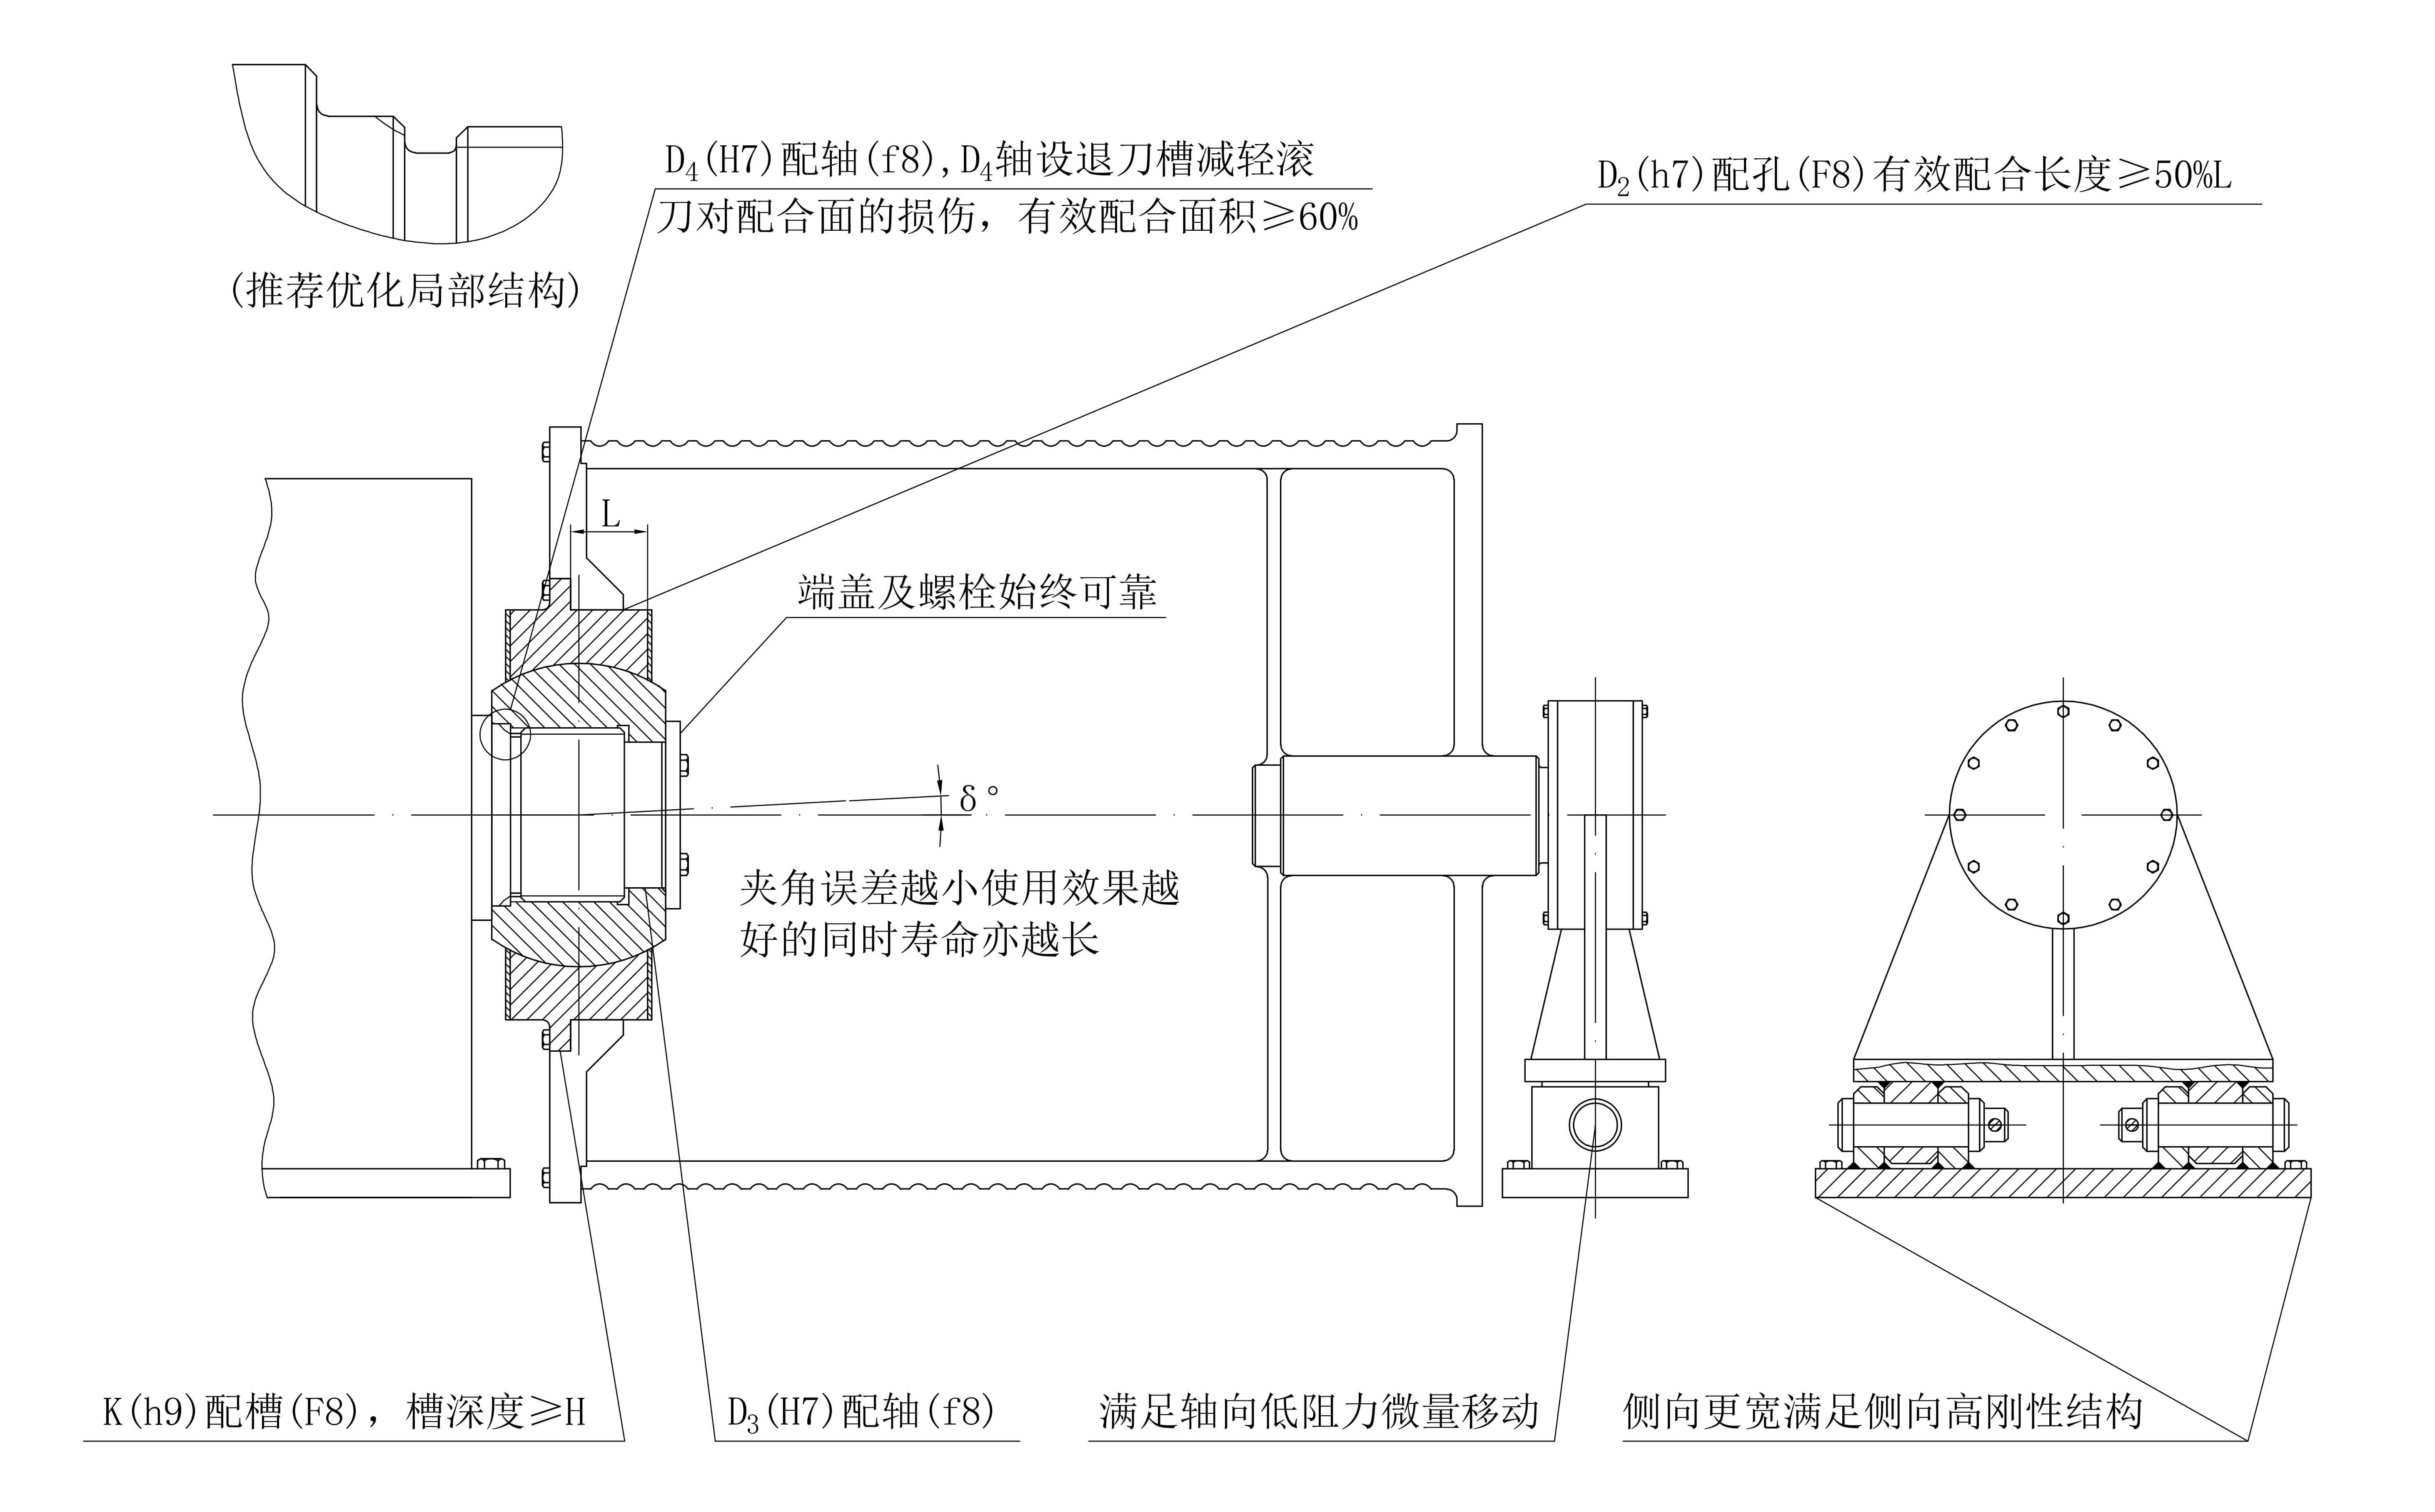 D₄(H7)配轴(f8),D₄轴设退刀槽减轻滚
刀对配合面的损伤，有效配合面积≥60%
D₂(h7)配孔(F8)有效配合长度≥50%L
(推荐优化局部结构)
L
端盖及螺栓始终可靠
δ°
夹角误差越小使用效果越
好的同时寿命亦越长
K(h9)配槽(F8)，槽深度≥H
D₃(H7)配轴(f8)
满足轴向低阻力微量移动
侧向更宽满足侧向高刚性结构